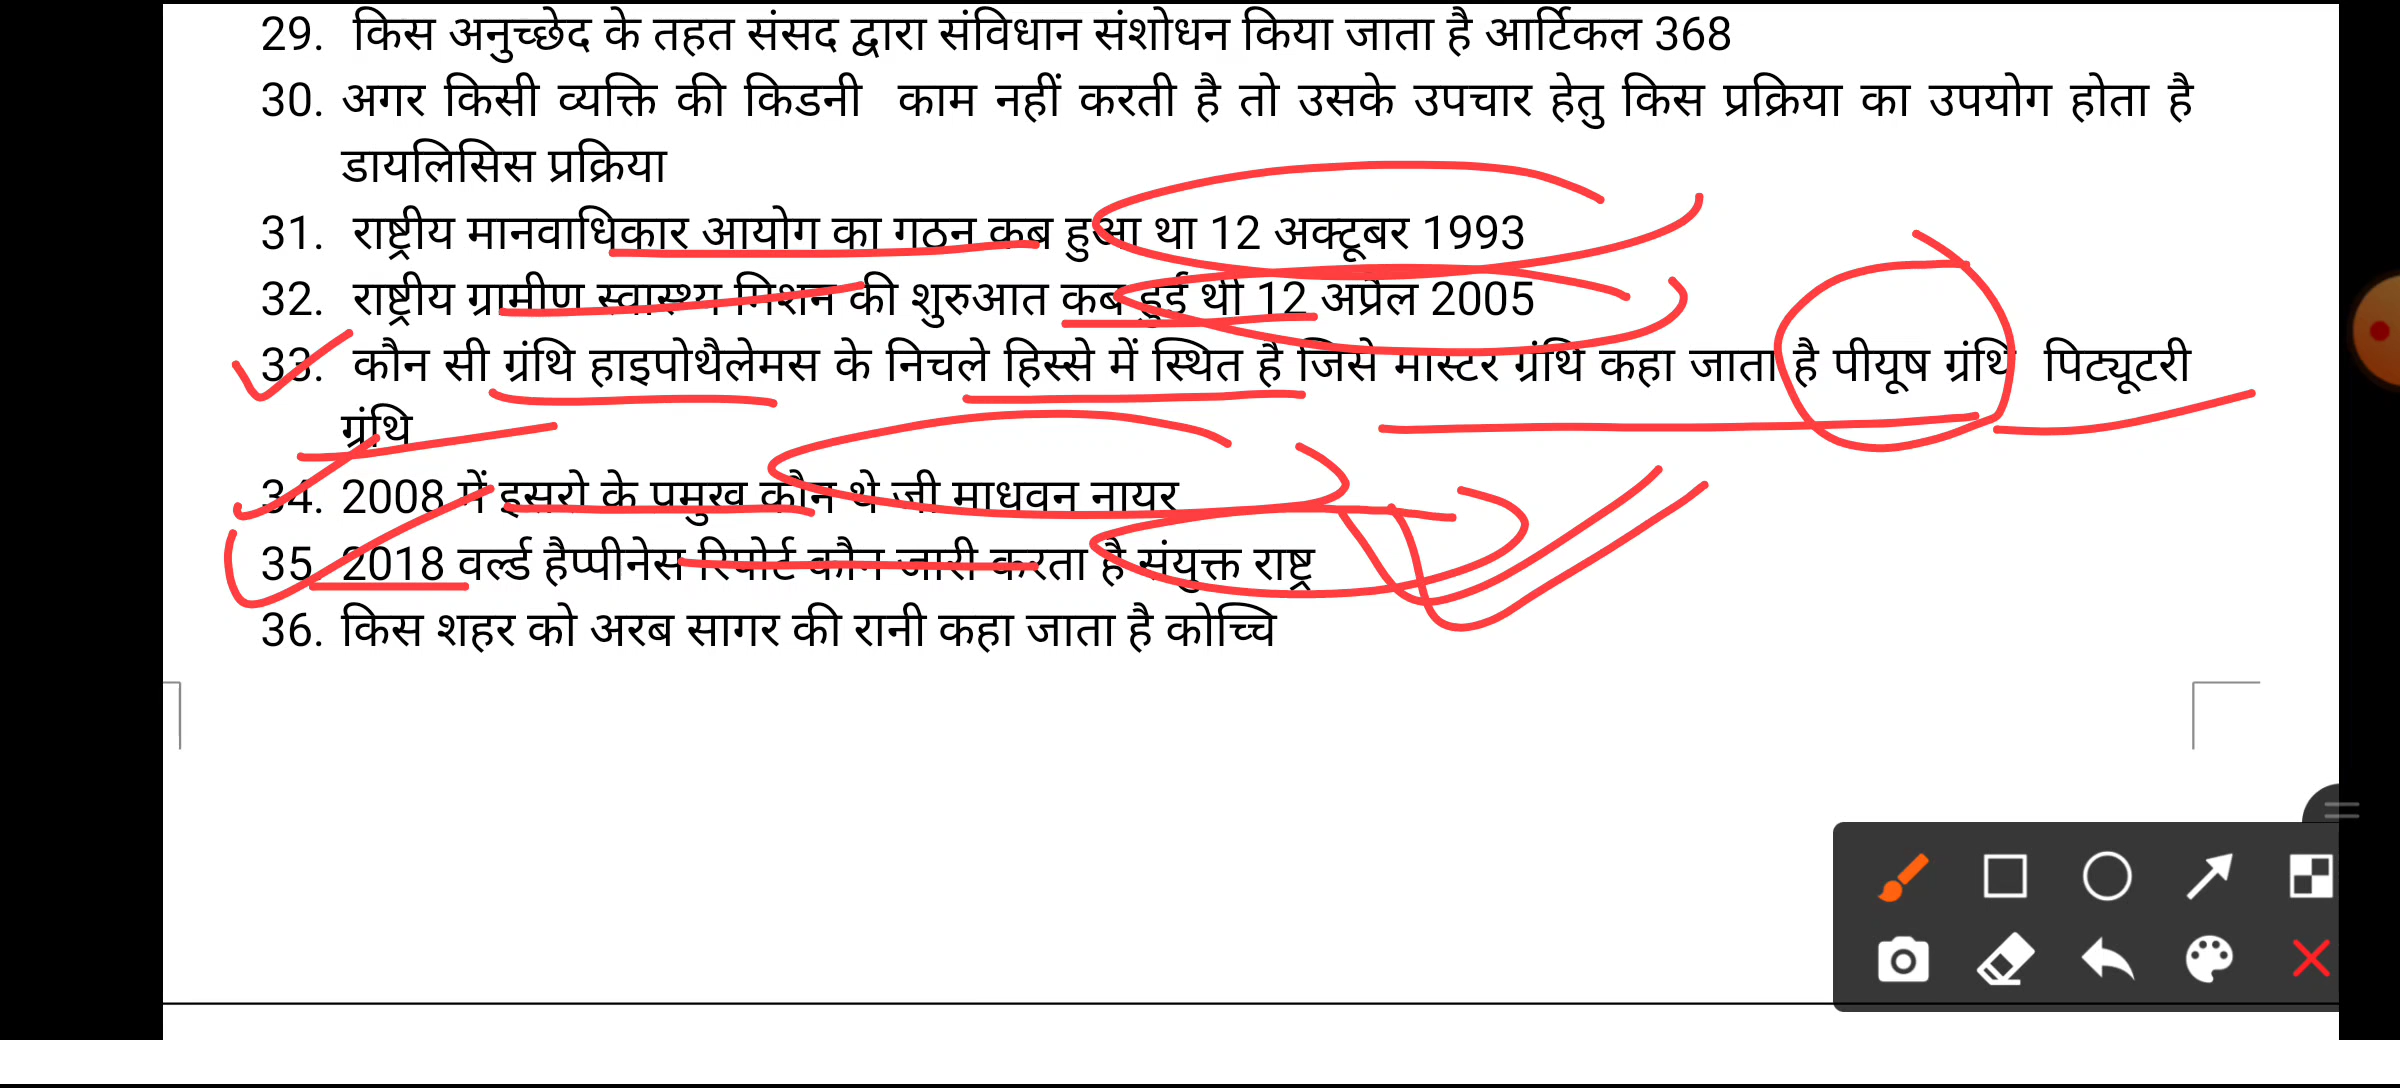 29. किस अनुच्छेद के तहत संसद द्वारा संविधान संशोधन किया जाता है आर्टिकल 368
30. अगर किसी व्यक्ति की किडनी काम नहीं करती है तो उसके उपचार हेतु किस प्रक्रिया का उपयोग होता है
डायलिसिस प्रक्रिया
31. राष्ट्रीय मानवाधिकार आयोग का गठन कब हुआ था 12 अक्टूबर 1993
32. राष्ट्रीय ग्रामीण स्वास्थ्य मिशन की शुरुआत कब हुई थी 12 अप्रैल 2005
33. कौन सी ग्रंथि हाइपोथैलेमस के निचले हिस्से में स्थित है जिसे मास्टर ग्रंथि कहा जाता है पीयूष ग्रंथि पिट्यूटरी
ग्रंथि
34. 2008 में इसरो के प्रमुख कौन थे जी माधवन नायर
35. 2018 वर्ल्ड हैप्पीनेस रिपोर्ट कौन जारी करता है संयुक्त राष्ट्र
36. किस शहर को अरब सागर की रानी कहा जाता है कोच्चि